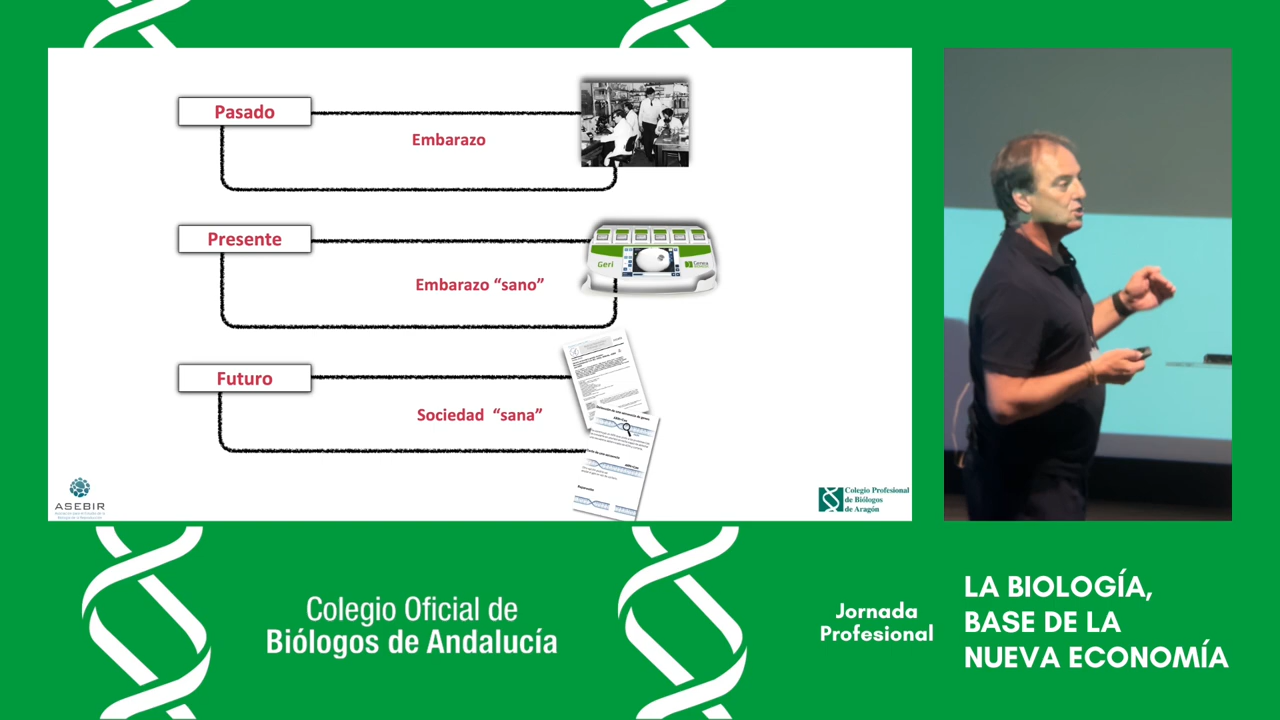 Pasado
Embarazo
Presente
Geri
Embarazo “sano”
Futuro
Sociedad “sana”
ASEBIR
Colegio Profesional
de Biólogos
de Aragón
Colegio Oficial de
Biólogos de Andalucía
Jornada
Profesional
LA BIOLOGÍA,
BASE DE LA
NUEVA ECONOMÍA